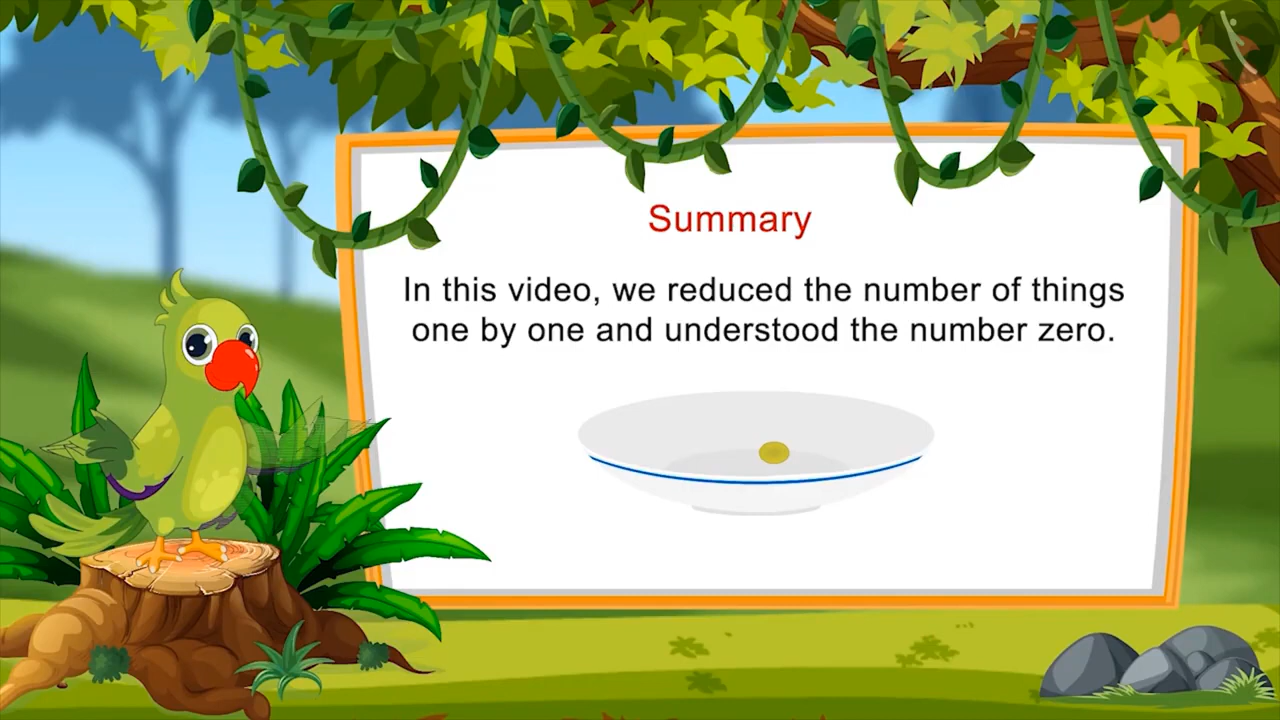 Summary
In this video, we reduced the number of things
one by one and understood the number zero.